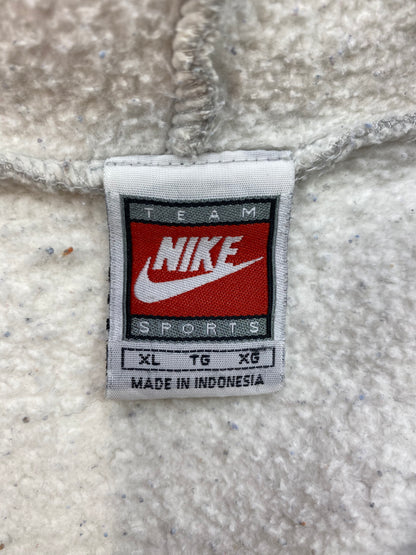 TEAM
NIKE
SPORTS
XL TG XG
MADE IN INDONESIA